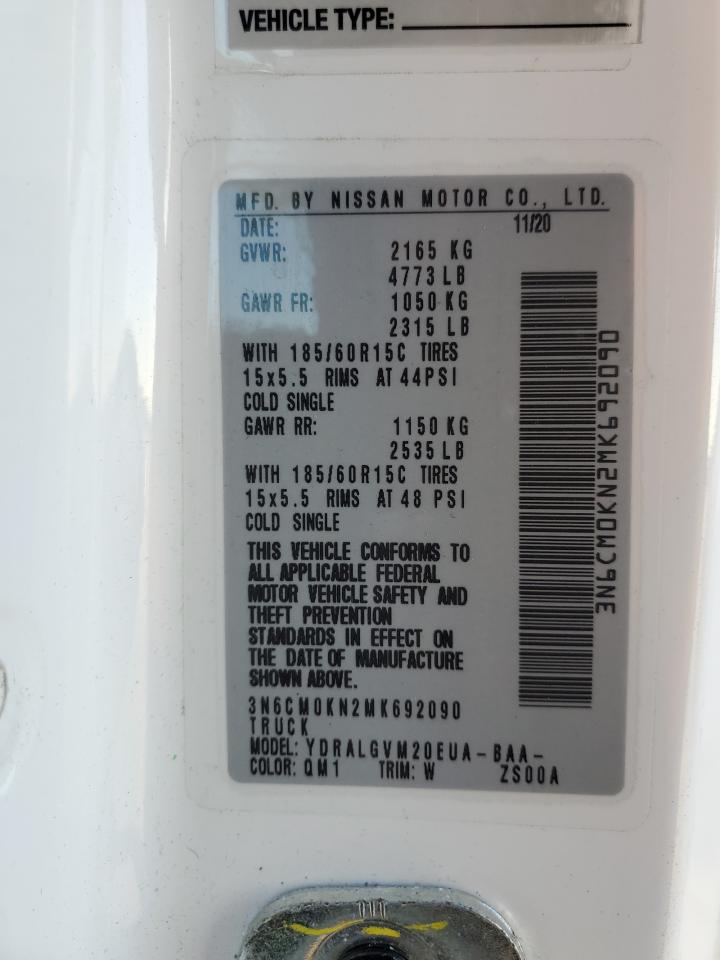 VEHICLE TYPE:
MFD. BY NISSAN MOTOR CO., LTD.
DATE: 11/20
GVWR: 2165 KG
4773 LB
GAWR FR: 1050 KG
2315 LB
WITH 185/60R15C TIRES
15x5.5 RIMS AT 44PSI
COLD SINGLE
GAWR RR: 1150 KG
2535 LB
WITH 185/60R15C TIRES
15x5.5 RIMS AT 48 PSI
COLD SINGLE
THIS VEHICLE CONFORMS TO
ALL APPLICABLE FEDERAL
MOTOR VEHICLE SAFETY AND
THEFT PREVENTION
STANDARDS IN EFFECT ON
THE DATE OF MANUFACTURE
SHOWN ABOVE.
3N6CM0KN2MK692090
TRUCK
MODEL: YDRALGVM20EUA-BAA-
COLOR: QM1 TRIM: W ZS00A
3N6CM0KN2MK692090